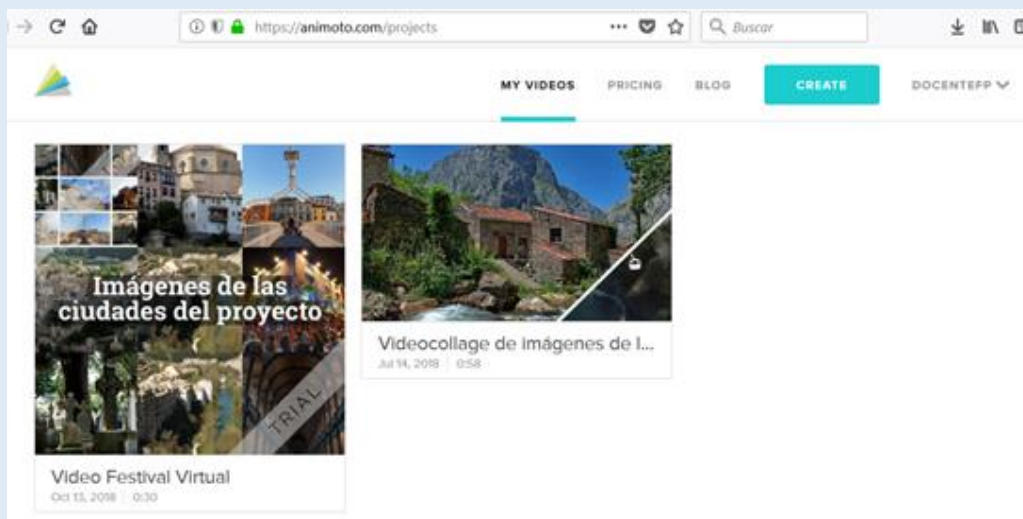 https://animoto.com/projects
Buscar
MY VIDEOS PRICING BLOG CREATE DOCENTEFP
Imágenes de las
ciudades del proyecto
TRIAL
Video Festival Virtual
Oct 13, 2018 0:30
Videocollage de imágenes de l...
Jul 14, 2018 0:58